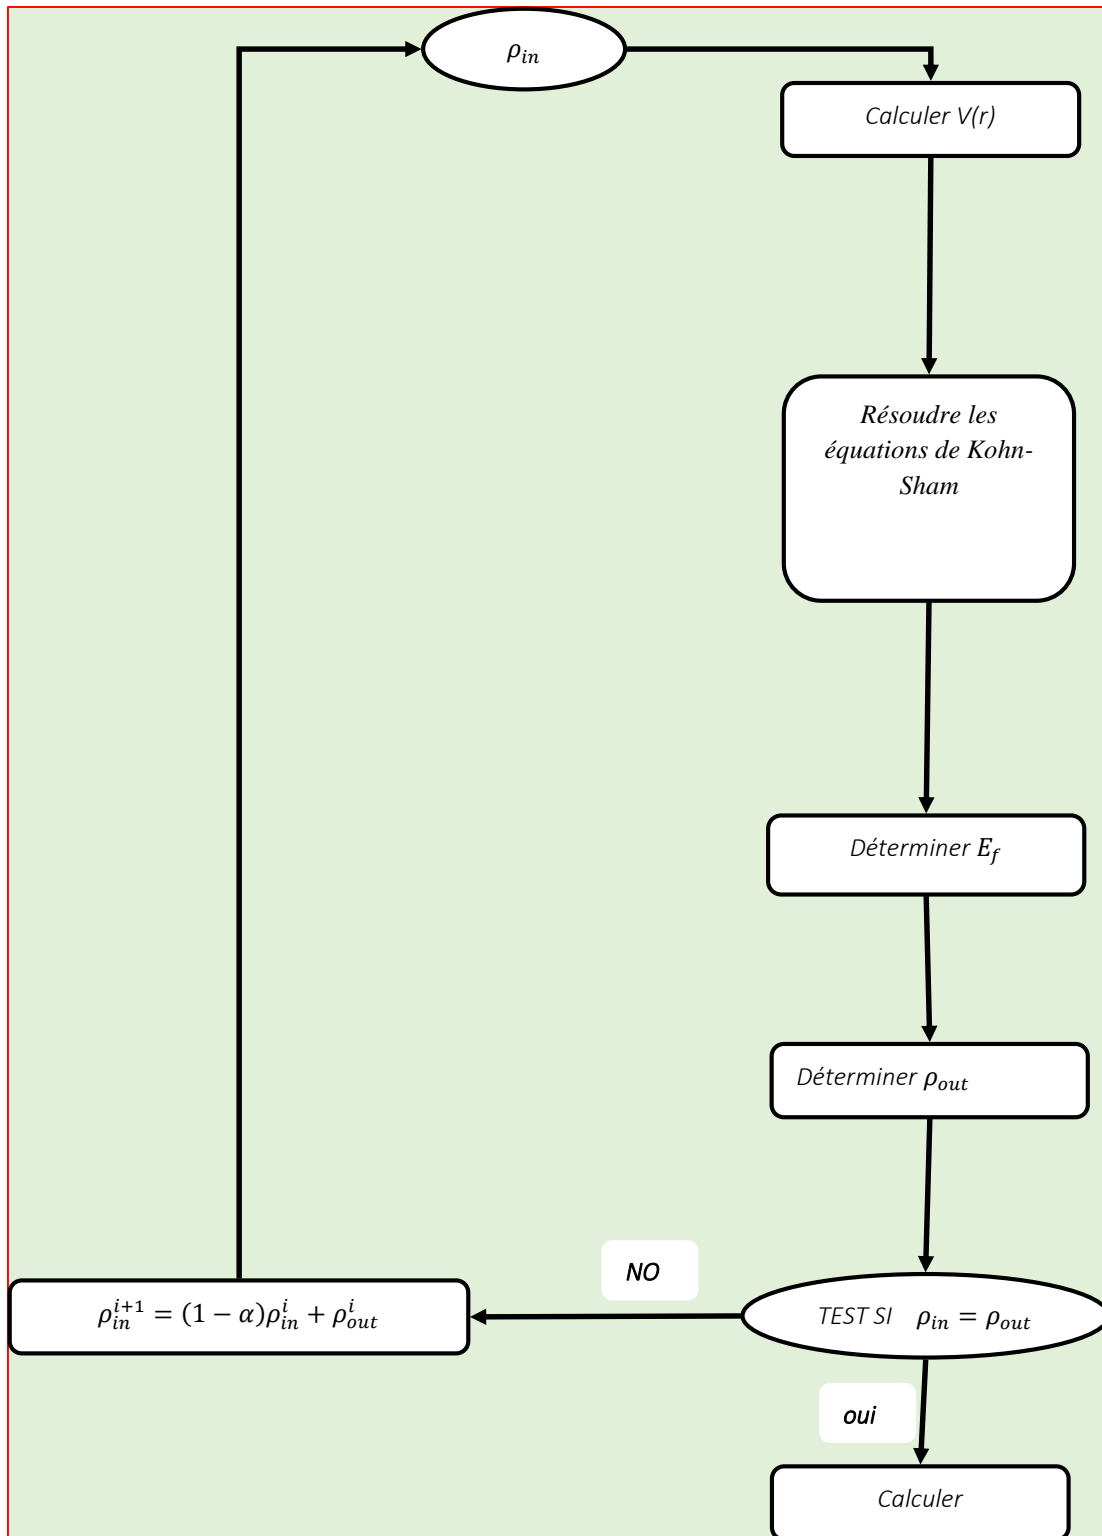 ρ_in
Calculer V(r)
Résoudre les
équations de Kohn-
Sham
Déterminer E_f
Déterminer ρ_out
NO
TEST SI ρ_in = ρ_out
ρ_in^{i+1} = (1 − α)ρ_in^i + ρ_out^i
oui
Calculer